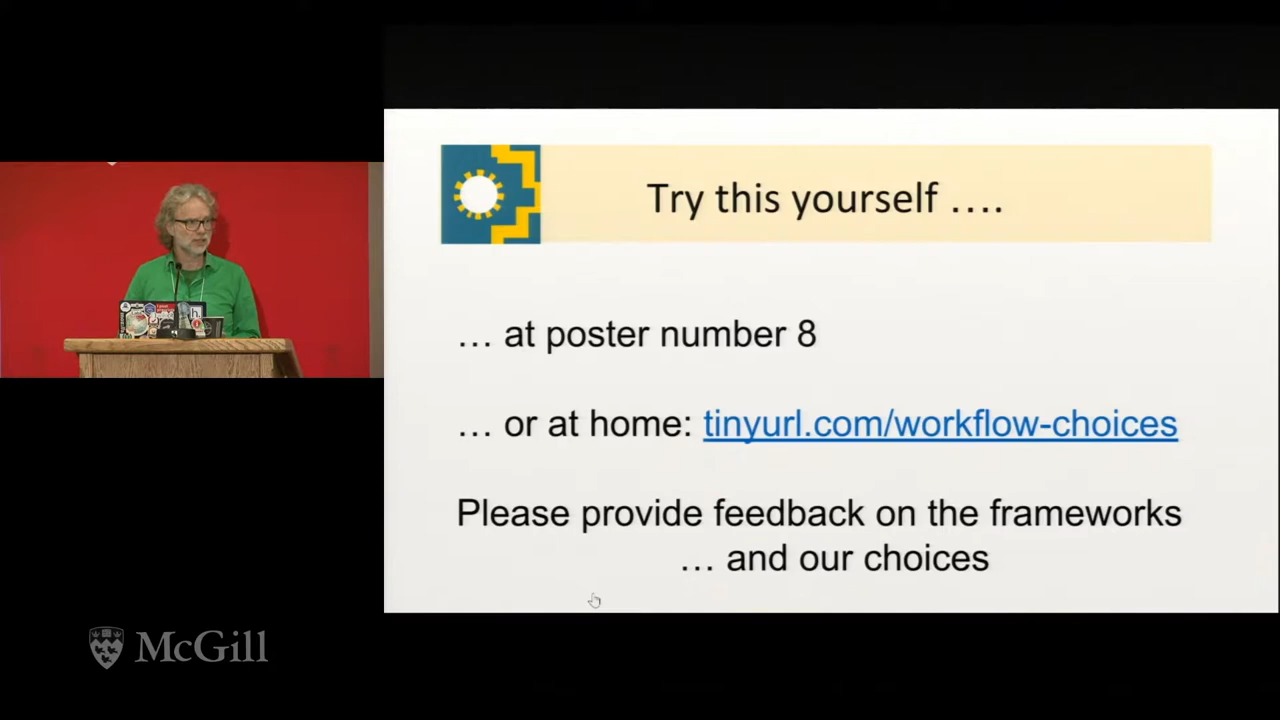 Try this yourself ….
… at poster number 8
… or at home: tinyurl.com/workflow-choices
Please provide feedback on the frameworks
… and our choices
McGill